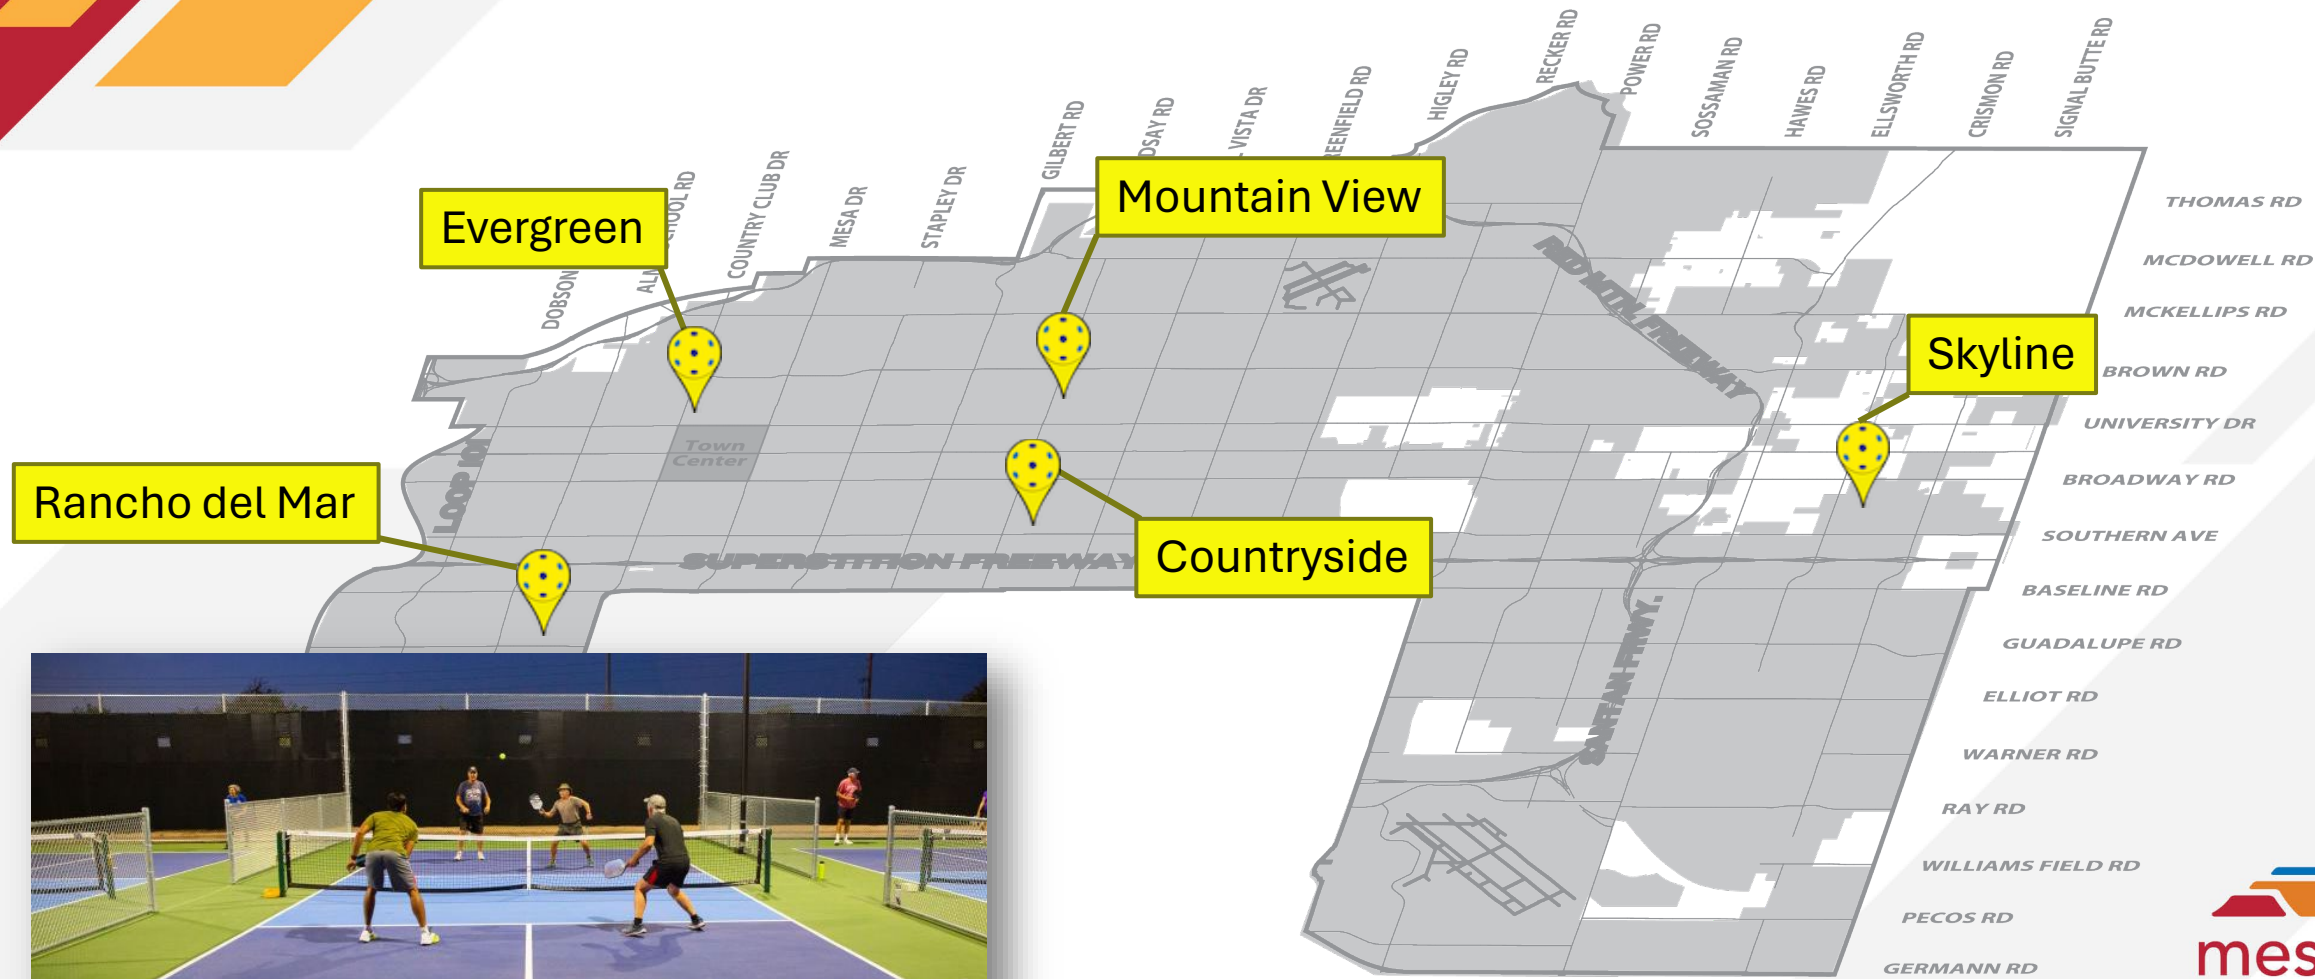 RECKER RD
POWER RD
SOSSAMAN RD
HAWES RD
ELLSWORTH RD
CRISMON RD
SIGNAL BUTTE RD
HIGLEY RD
GILBERT RD
VISTA DR
COUNTRY CLUB DR
MESA DR
STAPLEY DR
DOBSON
RD
Evergreen
Mountain View
Skyline
Rancho del Mar
Countryside
Town
Center
LOOP 101
SUPERSTITION FREEWAY
RED MTN. FREEWAY
SANTAN FRWY.
THOMAS RD
MCDOWELL RD
MCKELLIPS RD
BROWN RD
UNIVERSITY DR
BROADWAY RD
SOUTHERN AVE
BASELINE RD
GUADALUPE RD
ELLIOT RD
WARNER RD
RAY RD
WILLIAMS FIELD RD
PECOS RD
GERMANN RD